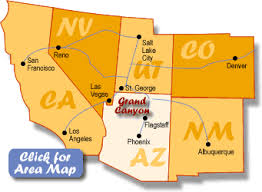 NV
Salt
Lake
City
CO
Reno
San
Francisco
UT
Denver
Las
Vegas
St. George
CA
Grand
Canyon
Flagstaff
NM
Los
Angeles
Phoenix
AZ
Albuquerque
Click for
Area Map